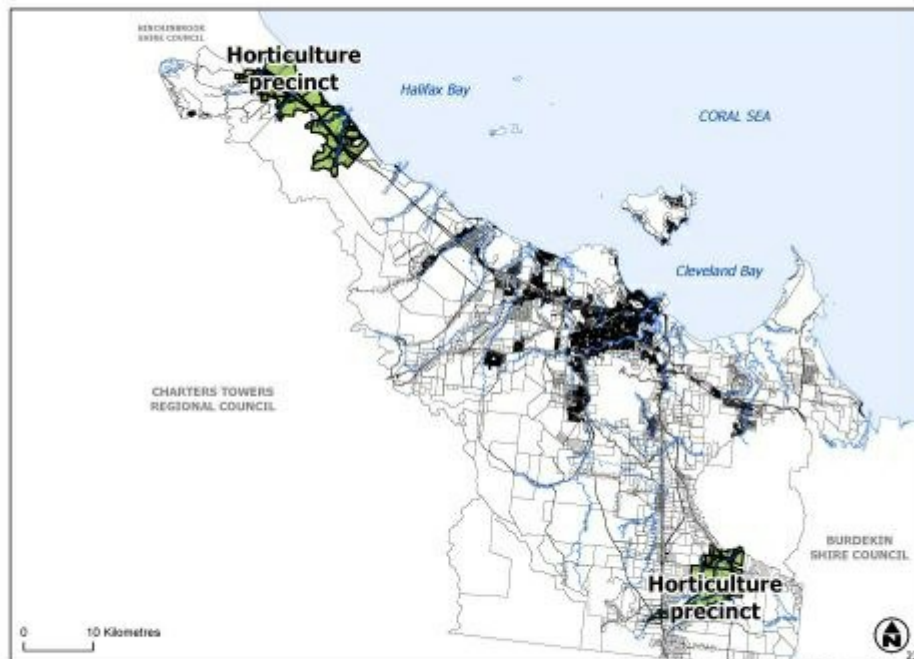 HINCHINBROOK
SHIRE COUNCIL
Horticulture
precinct
Halifax Bay
CORAL SEA
Cleveland Bay
CHARTERS TOWERS
REGIONAL COUNCIL
BURDEKIN
SHIRE COUNCIL
Horticulture
precinct
0 10 Kilometres
N